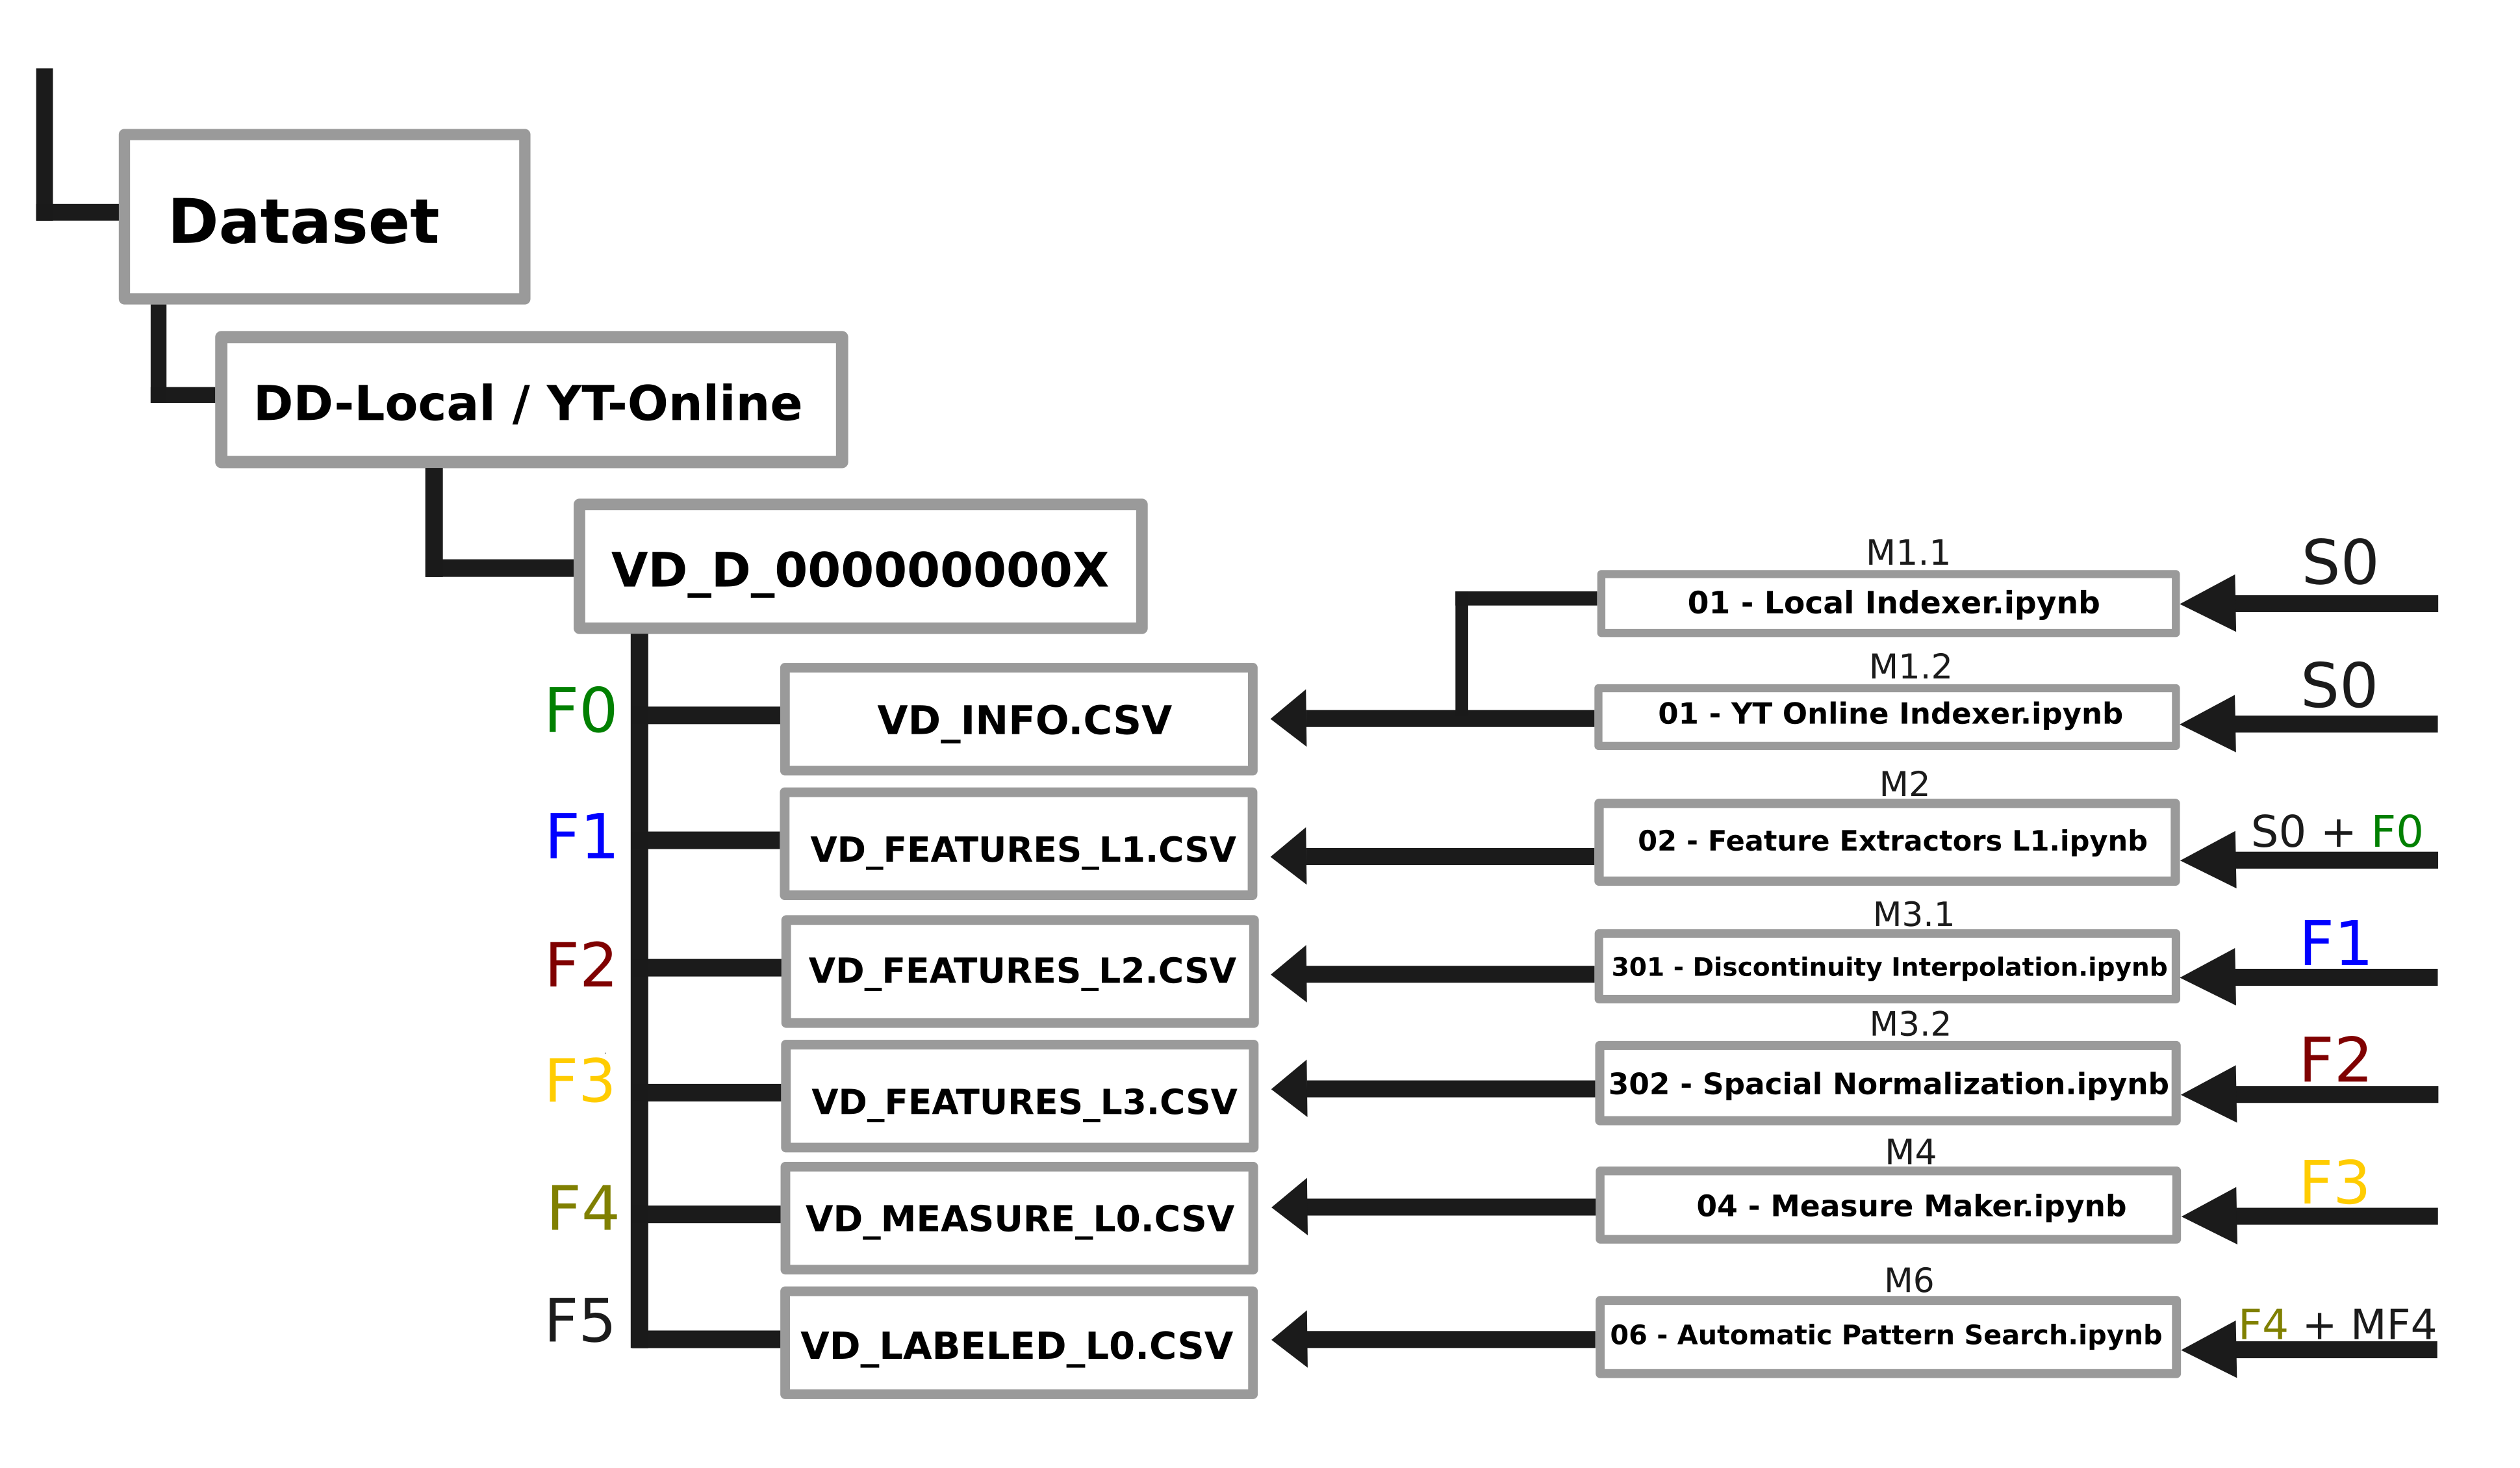 Dataset
DD-Local / YT-Online
VD_D_000000000X
M1.1
S0
01 - Local Indexer.ipynb
M1.2
S0
F0
VD_INFO.CSV
01 - YT Online Indexer.ipynb
M2
F1
VD_FEATURES_L1.CSV
02 - Feature Extractors L1.ipynb
S0 + F0
M3.1
F2
VD_FEATURES_L2.CSV
301 - Discontinuity Interpolation.ipynb
F1
M3.2
F3
VD_FEATURES_L3.CSV
302 - Spacial Normalization.ipynb
F2
M4
F4
VD_MEASURE_L0.CSV
04 - Measure Maker.ipynb
F3
M6
F5
VD_LABELED_L0.CSV
06 - Automatic Pattern Search.ipynb
F4 + MF4